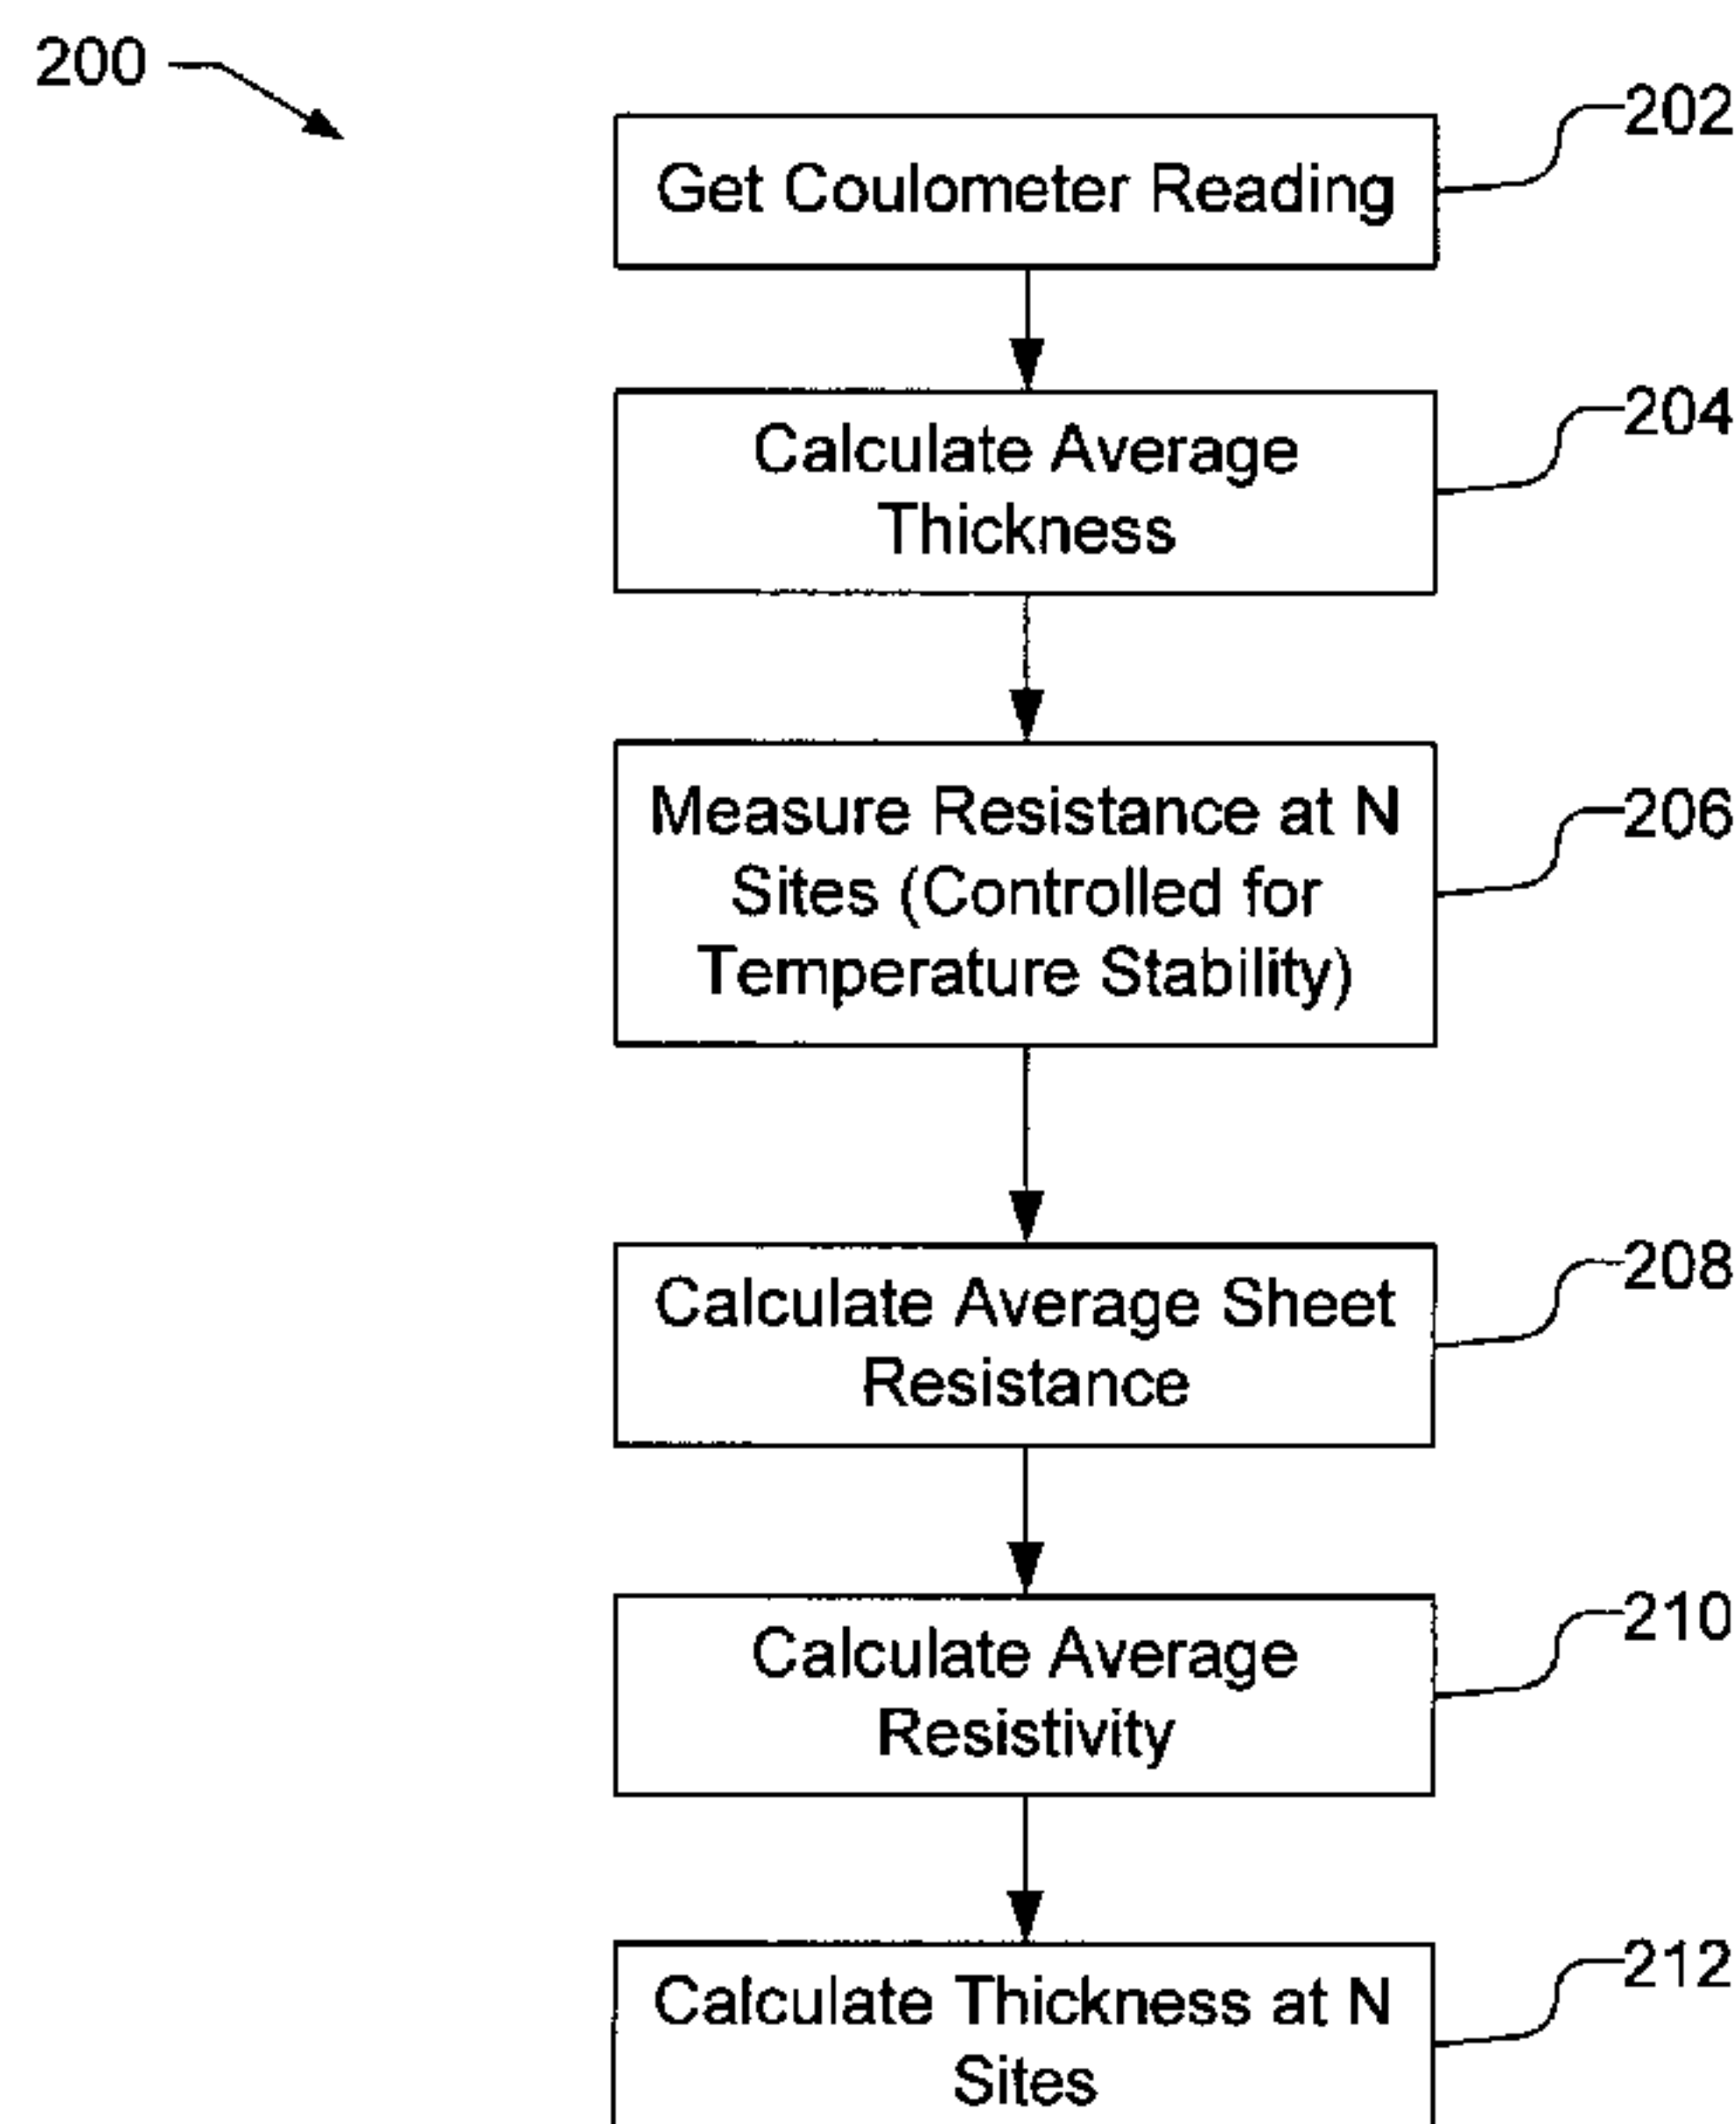 200
202
Get Coulometer Reading
204
Calculate Average
Thickness
206
Measure Resistance at N
Sites (Controlled for
Temperature Stability)
208
Calculate Average Sheet
Resistance
210
Calculate Average
Resistivity
212
Calculate Thickness at N
Sites